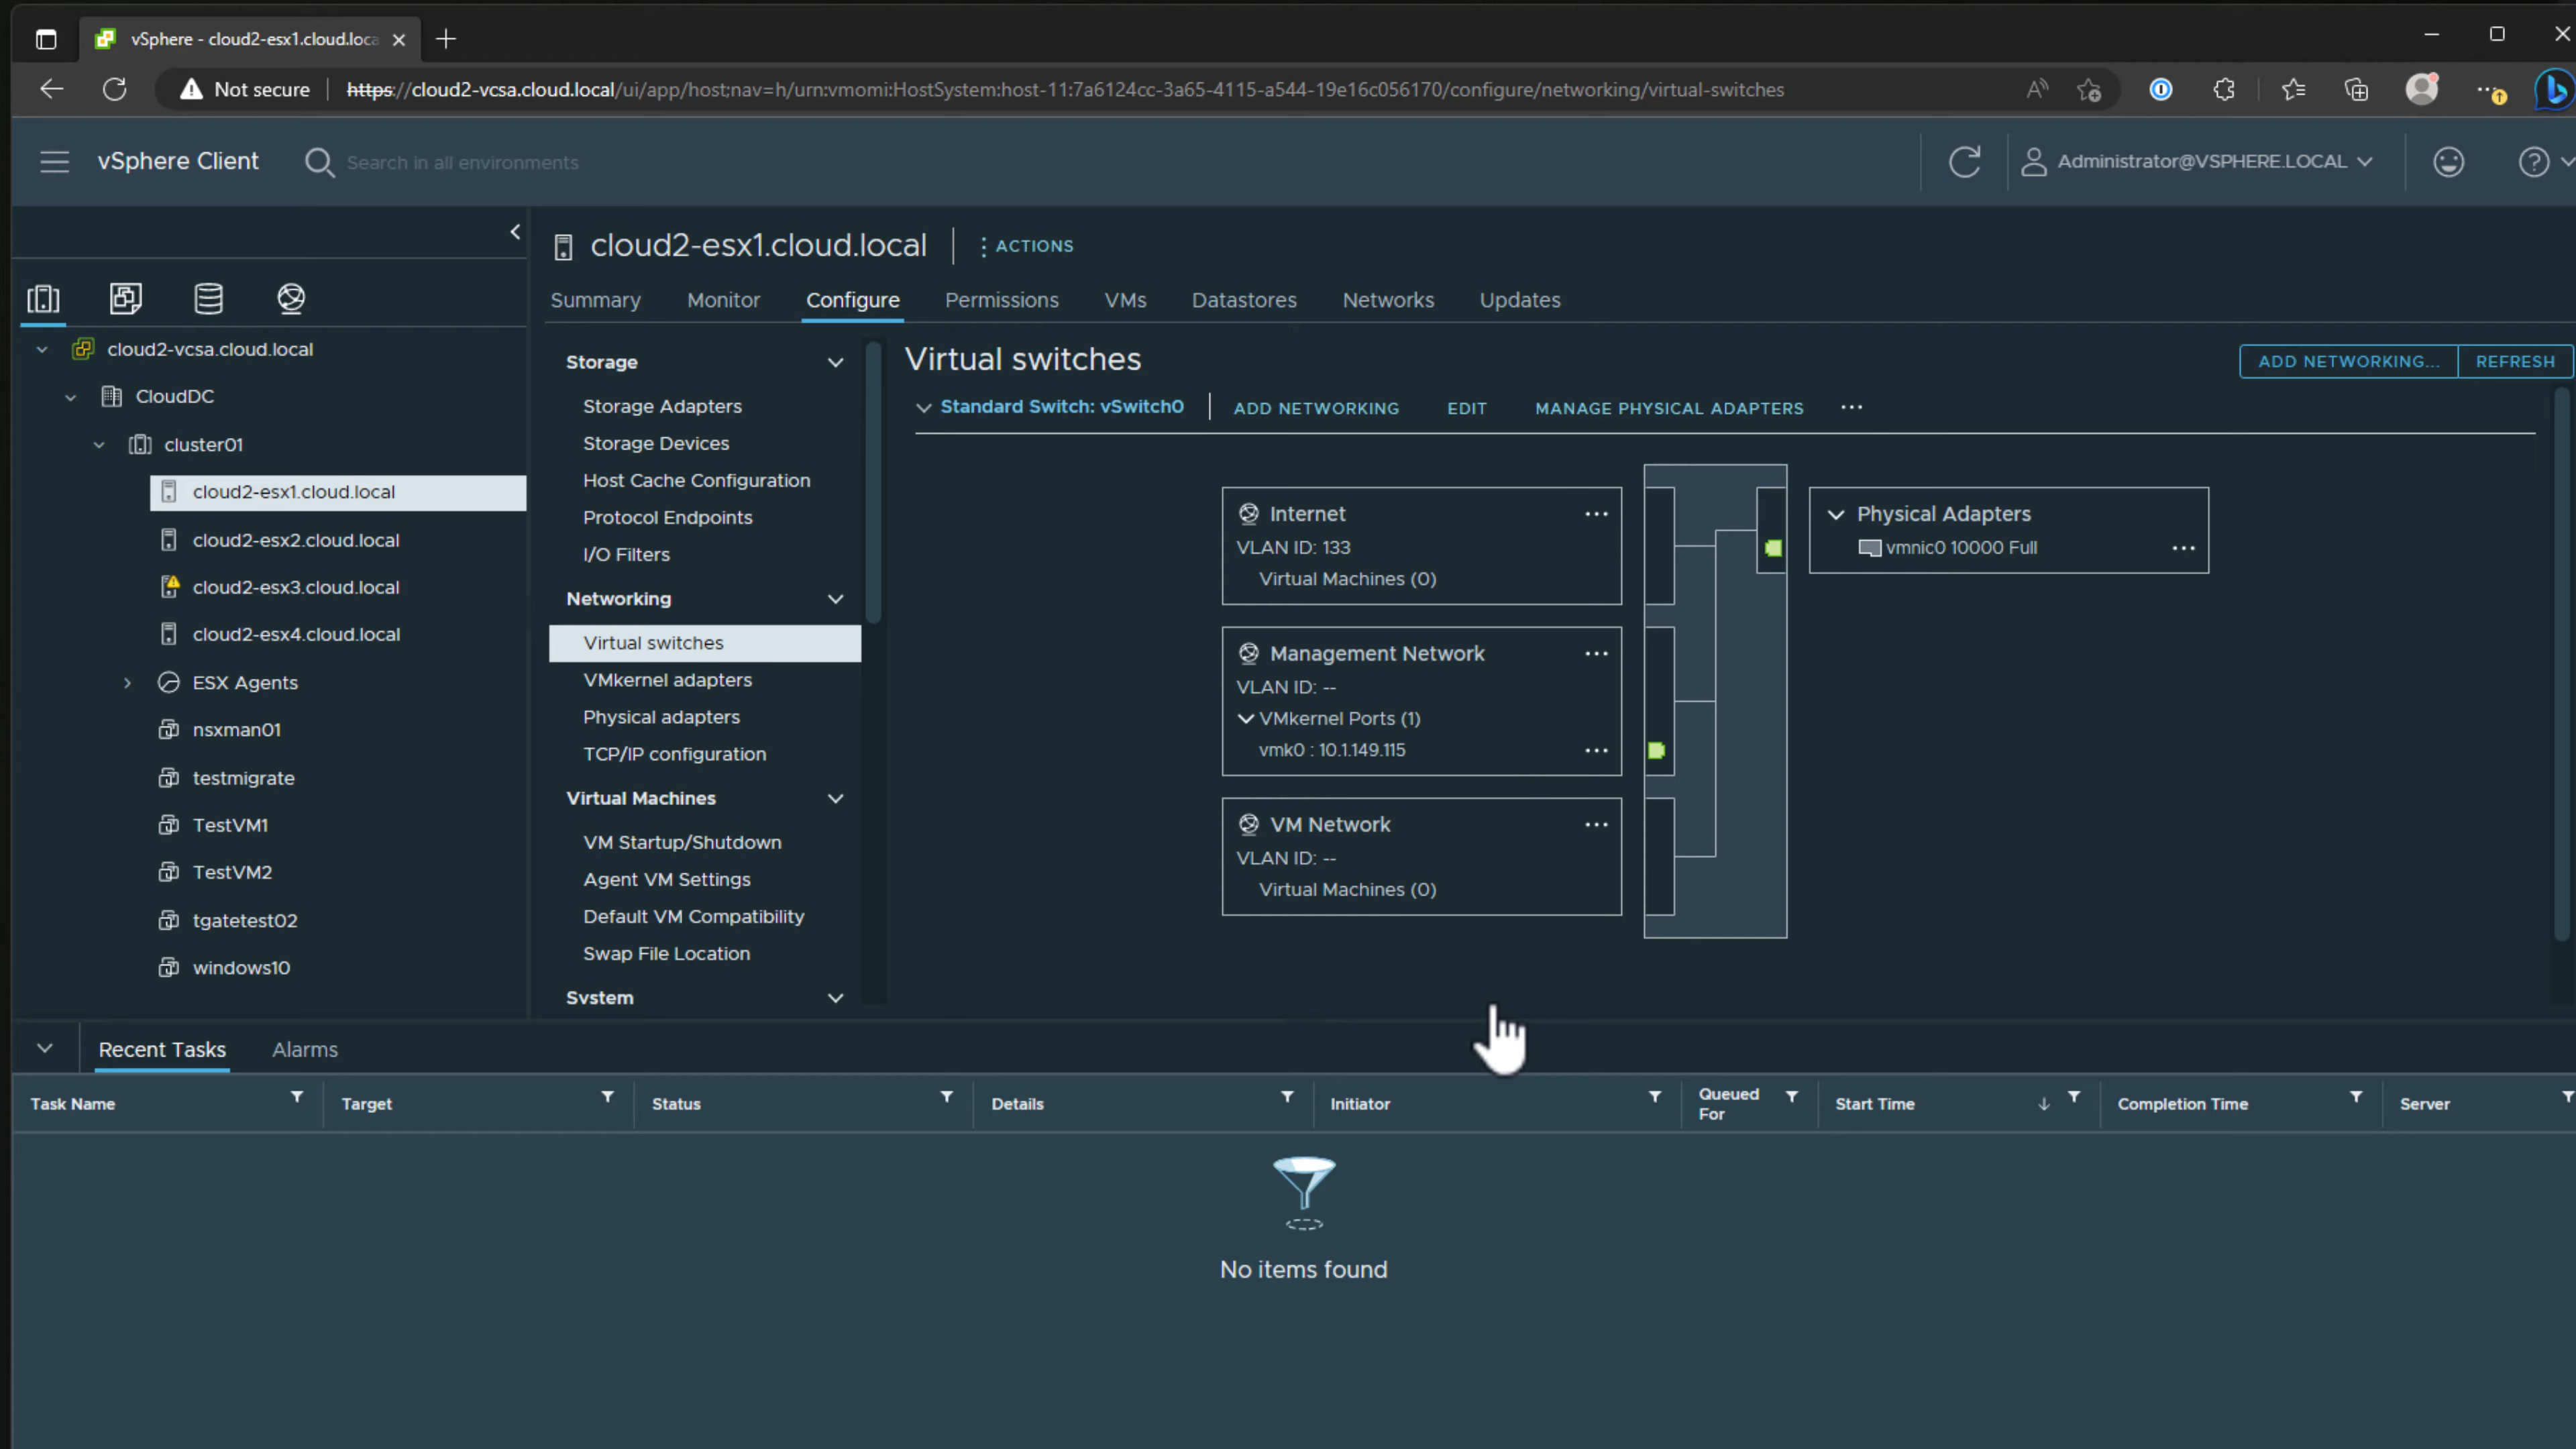 vSphere - cloud2-esx1.cloud.loca
Not secure
https://cloud2-vcsa.cloud.local/ui/app/host;nav=h/urn:vmomi:HostSystem:host-11:7a6124cc-3a65-4115-a544-19e16c056170/configure/networking/virtual-switches
vSphere Client
Search in all environments
Administrator@VSPHERE.LOCAL
cloud2-esx1.cloud.local
ACTIONS
Summary
Monitor
Configure
Permissions
VMs
Datastores
Networks
Updates
cloud2-vcsa.cloud.local
CloudDC
cluster01
cloud2-esx1.cloud.local
cloud2-esx2.cloud.local
cloud2-esx3.cloud.local
cloud2-esx4.cloud.local
ESX Agents
nsxman01
testmigrate
TestVM1
TestVM2
tgatetest02
windows10
Storage
Storage Adapters
Storage Devices
Host Cache Configuration
Protocol Endpoints
I/O Filters
Networking
Virtual switches
VMkernel adapters
Physical adapters
TCP/IP configuration
Virtual Machines
VM Startup/Shutdown
Agent VM Settings
Default VM Compatibility
Swap File Location
System
Virtual switches
ADD NETWORKING...
REFRESH
Standard Switch: vSwitch0
ADD NETWORKING
EDIT
MANAGE PHYSICAL ADAPTERS
...
Internet
...
VLAN ID: 133
Virtual Machines (0)
Management Network
...
VLAN ID: --
VMkernel Ports (1)
vmk0 : 10.1.149.115
...
VM Network
...
VLAN ID: --
Virtual Machines (0)
Physical Adapters
vmnic0 10000 Full
...
Recent Tasks
Alarms
Task Name
Target
Status
Details
Initiator
Queued
For
Start Time
Completion Time
Server
No items found